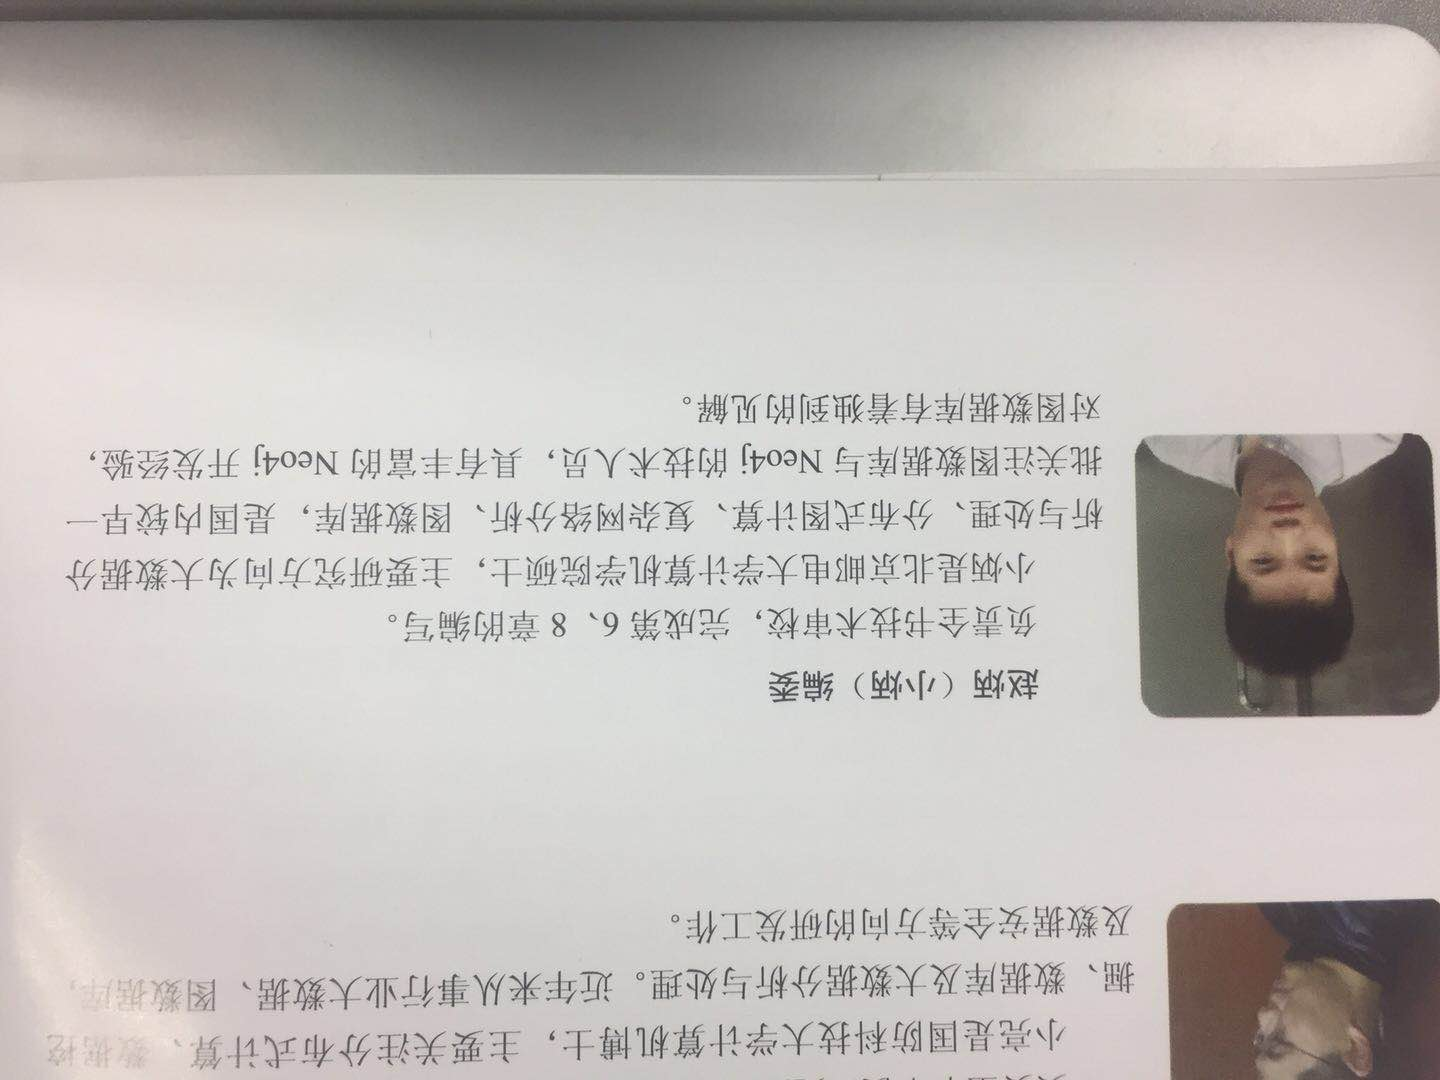 小亮是国防科技大学计算机博士，主要关注分布式计算、数据挖
掘、数据库及大数据分析与处理。近年来从事行业大数据、图数据库，
及数据安全等方向的研发工作。
赵炳（小炳）编委
负责全书技术审校，完成第 6、8 章的编写。
小炳是北京邮电大学计算机学院硕士，主要研究方向为大数据分
析与处理、分布式图计算、复杂网络分析、图数据库，是国内较早一
批关注图数据库与 Neo4j 的技术人员，具有丰富的 Neo4j 开发经验，
对图数据库有着独到的见解。